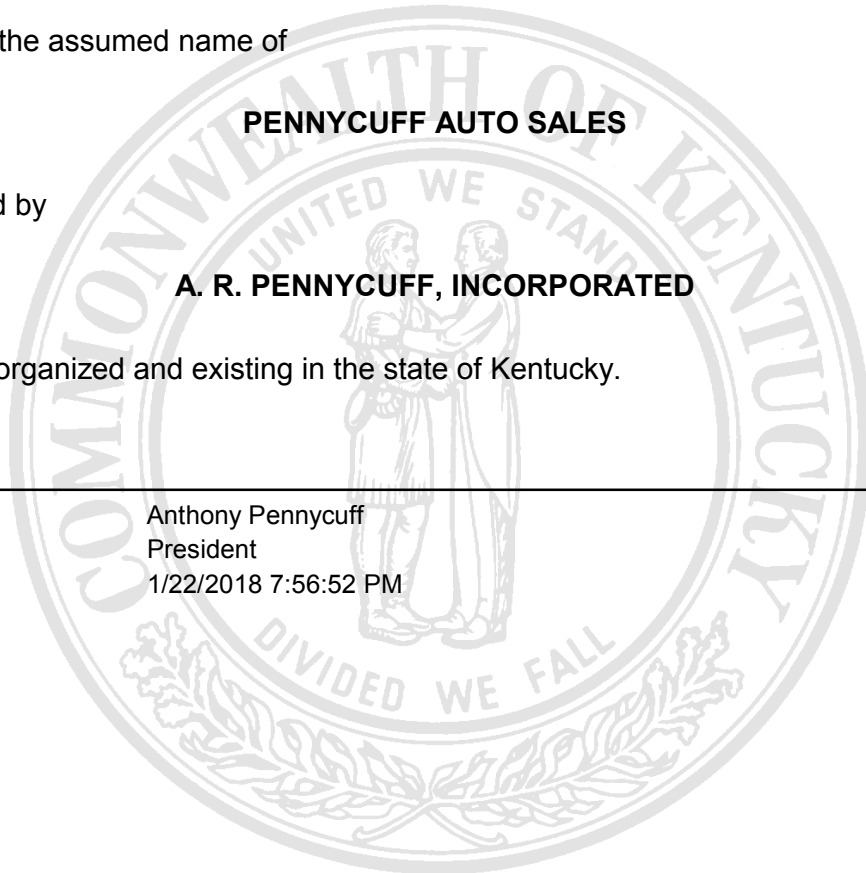 the assumed name of
PENNYCUFF AUTO SALES
d by
A. R. PENNYCUFF, INCORPORATED
organized and existing in the state of Kentucky.
Anthony Pennycuff
President
1/22/2018 7:56:52 PM
COMMONWEALTH OF KENTUCKY
UNITED WE STAND
DIVIDED WE FALL